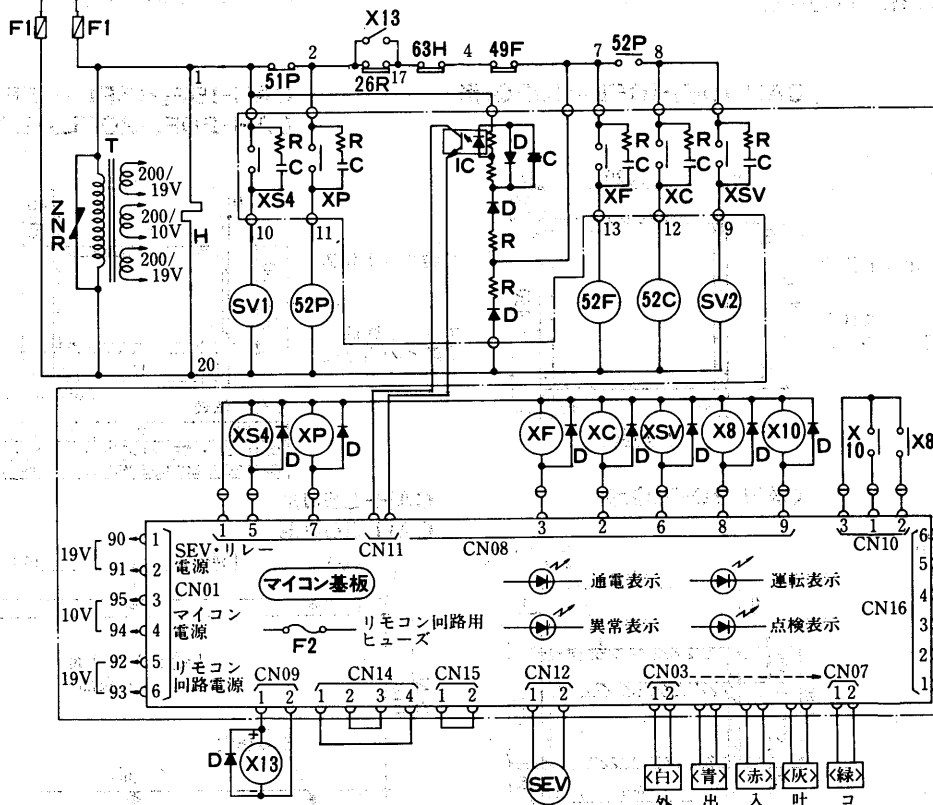 F1 F1
X13
1 51P 2 26R 17 63H 4 49F 7 52P 8
T
200/19V
200/10V
200/19V
ZNR
H
R C XS4
R C XP
IC
D C
D
R
R
D
R C XF
R C XC
R C XSV
10 11 13 12 9
SV1 52P 52F 52C SV2
20
XS4 D XP D XF D XC D XSV D X8 D X10 D X10 X8
1 5 7 CN11 CN08 3 2 6 8 9 3 1 2 CN10
19V 90 1 SEV・リレー電源
91 2
CN01
10V 95 3 マイコン電源
94 4
19V 92 5 リモコン回路電源
93 6
マイコン基板
F2 リモコン回路用ヒューズ
通電表示 運転表示
異常表示 点検表示
CN16
6
5
4
3
2
1
CN09 CN14 CN15 CN12 CN03 CN07
1 2 1 2 3 4 1 2 1 2 1 2 1 2
D + X13
SEV
〈白〉 〈青〉 〈赤〉 〈灰〉 〈緑〉
外 出 入 吐 コ